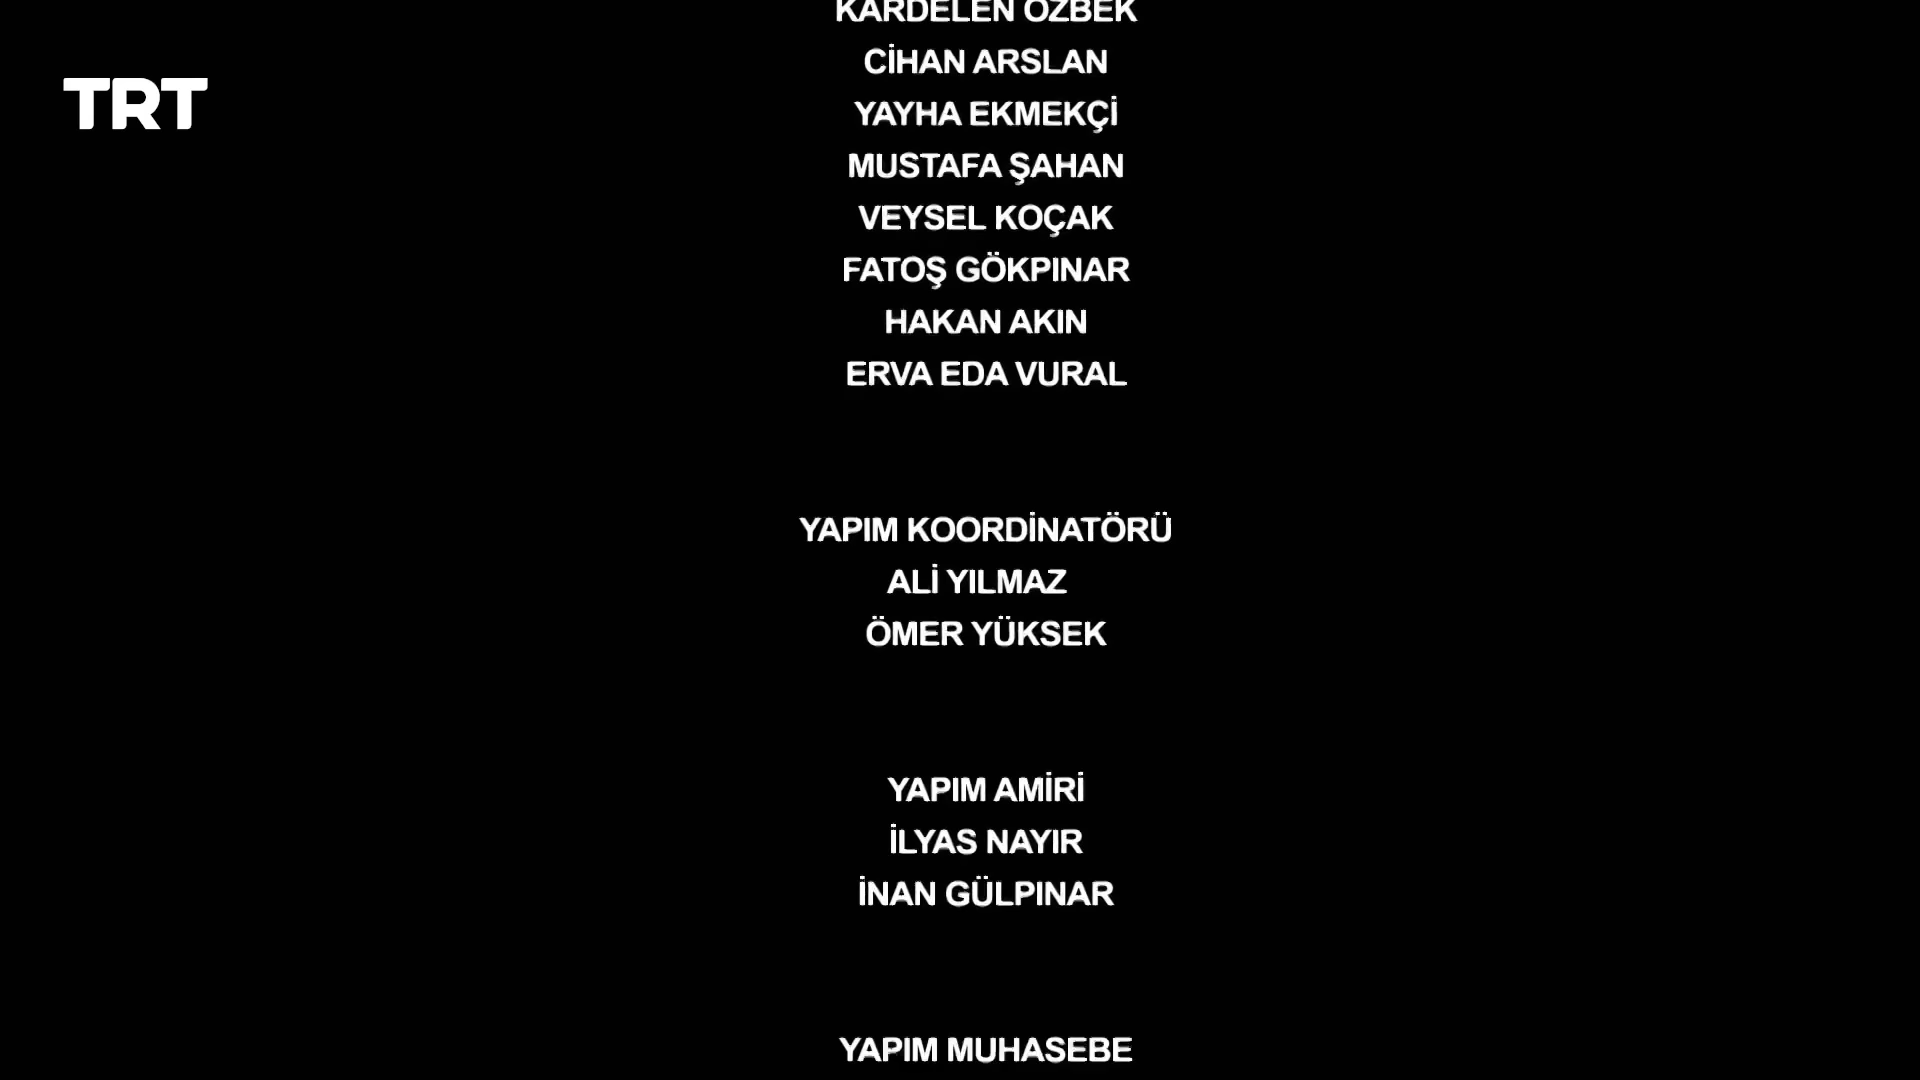 KARDELEN ÖZBEK
CİHAN ARSLAN
TRT
YAYHA EKMEKÇİ
MUSTAFA ŞAHAN
VEYSEL KOÇAK
FATOŞ GÖKPINAR
HAKAN AKIN
ERVA EDA VURAL
YAPIM KOORDİNATÖRÜ
ALİ YILMAZ
ÖMER YÜKSEK
YAPIM AMİRİ
İLYAS NAYIR
İNAN GÜLPINAR
YAPIM MUHASEBE